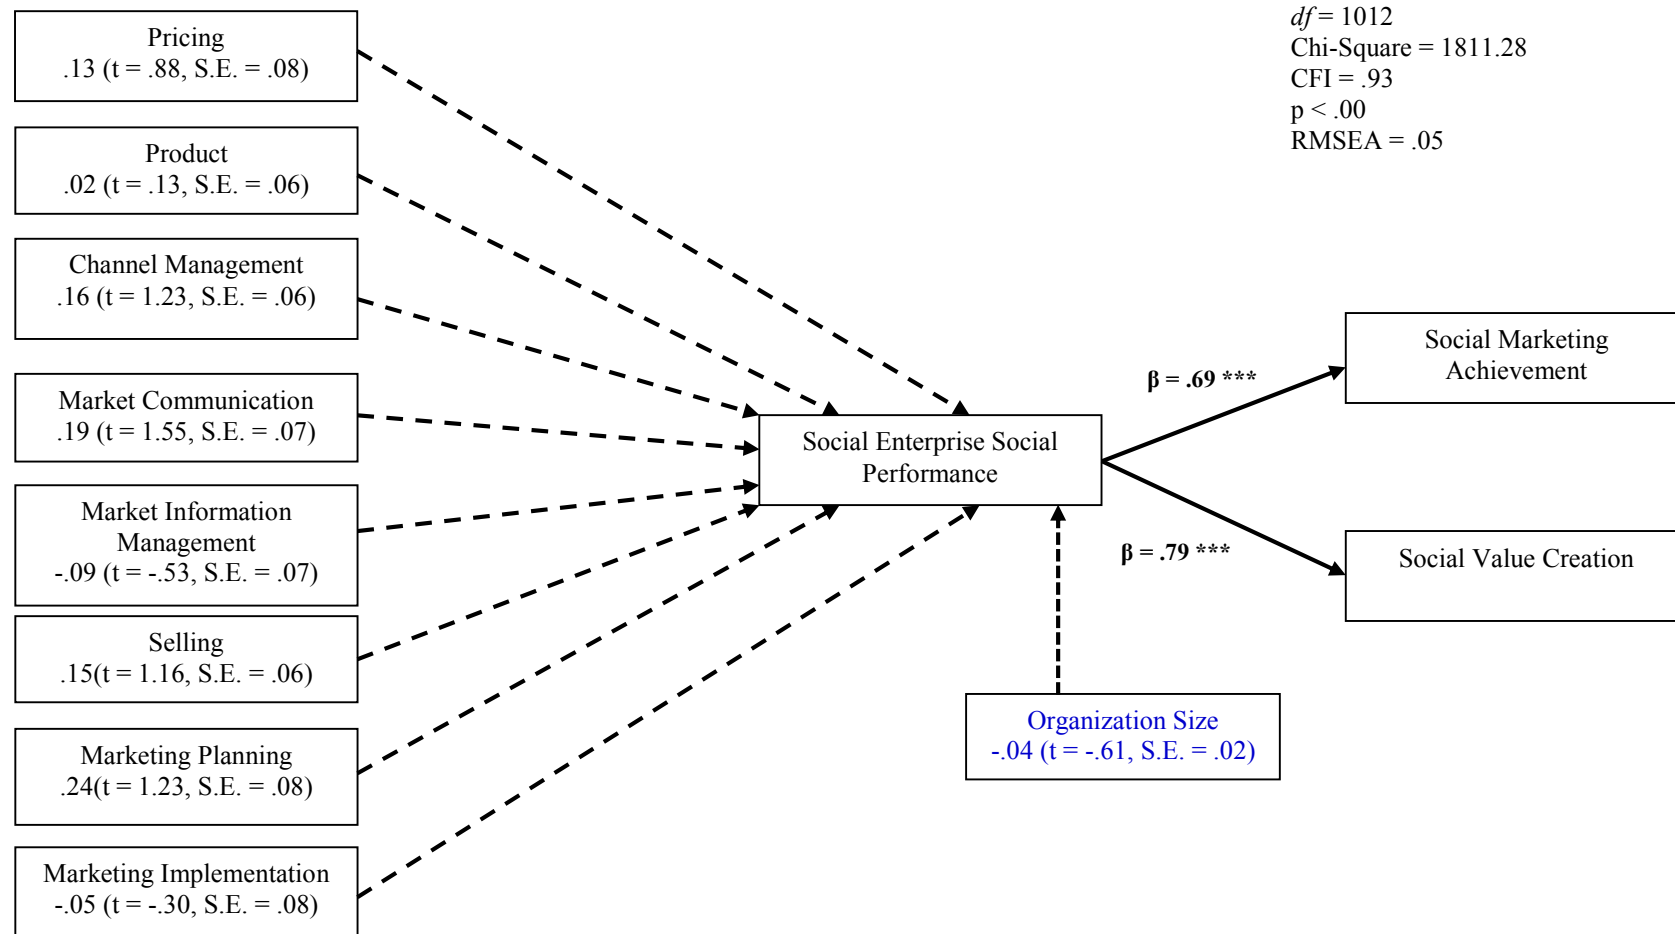 Pricing
.13 (t = .88, S.E. = .08)
Product
.02 (t = .13, S.E. = .06)
Channel Management
.16 (t = 1.23, S.E. = .06)
Market Communication
.19 (t = 1.55, S.E. = .07)
Market Information
Management
-.09 (t = -.53, S.E. = .07)
Selling
.15(t = 1.16, S.E. = .06)
Marketing Planning
.24(t = 1.23, S.E. = .08)
Marketing Implementation
-.05 (t = -.30, S.E. = .08)
Social Enterprise Social
Performance
Organization Size
-.04 (t = -.61, S.E. = .02)
β = .69 ***
β = .79 ***
df = 1012
Chi-Square = 1811.28
CFI = .93
p < .00
RMSEA = .05
Social Marketing
Achievement
Social Value Creation